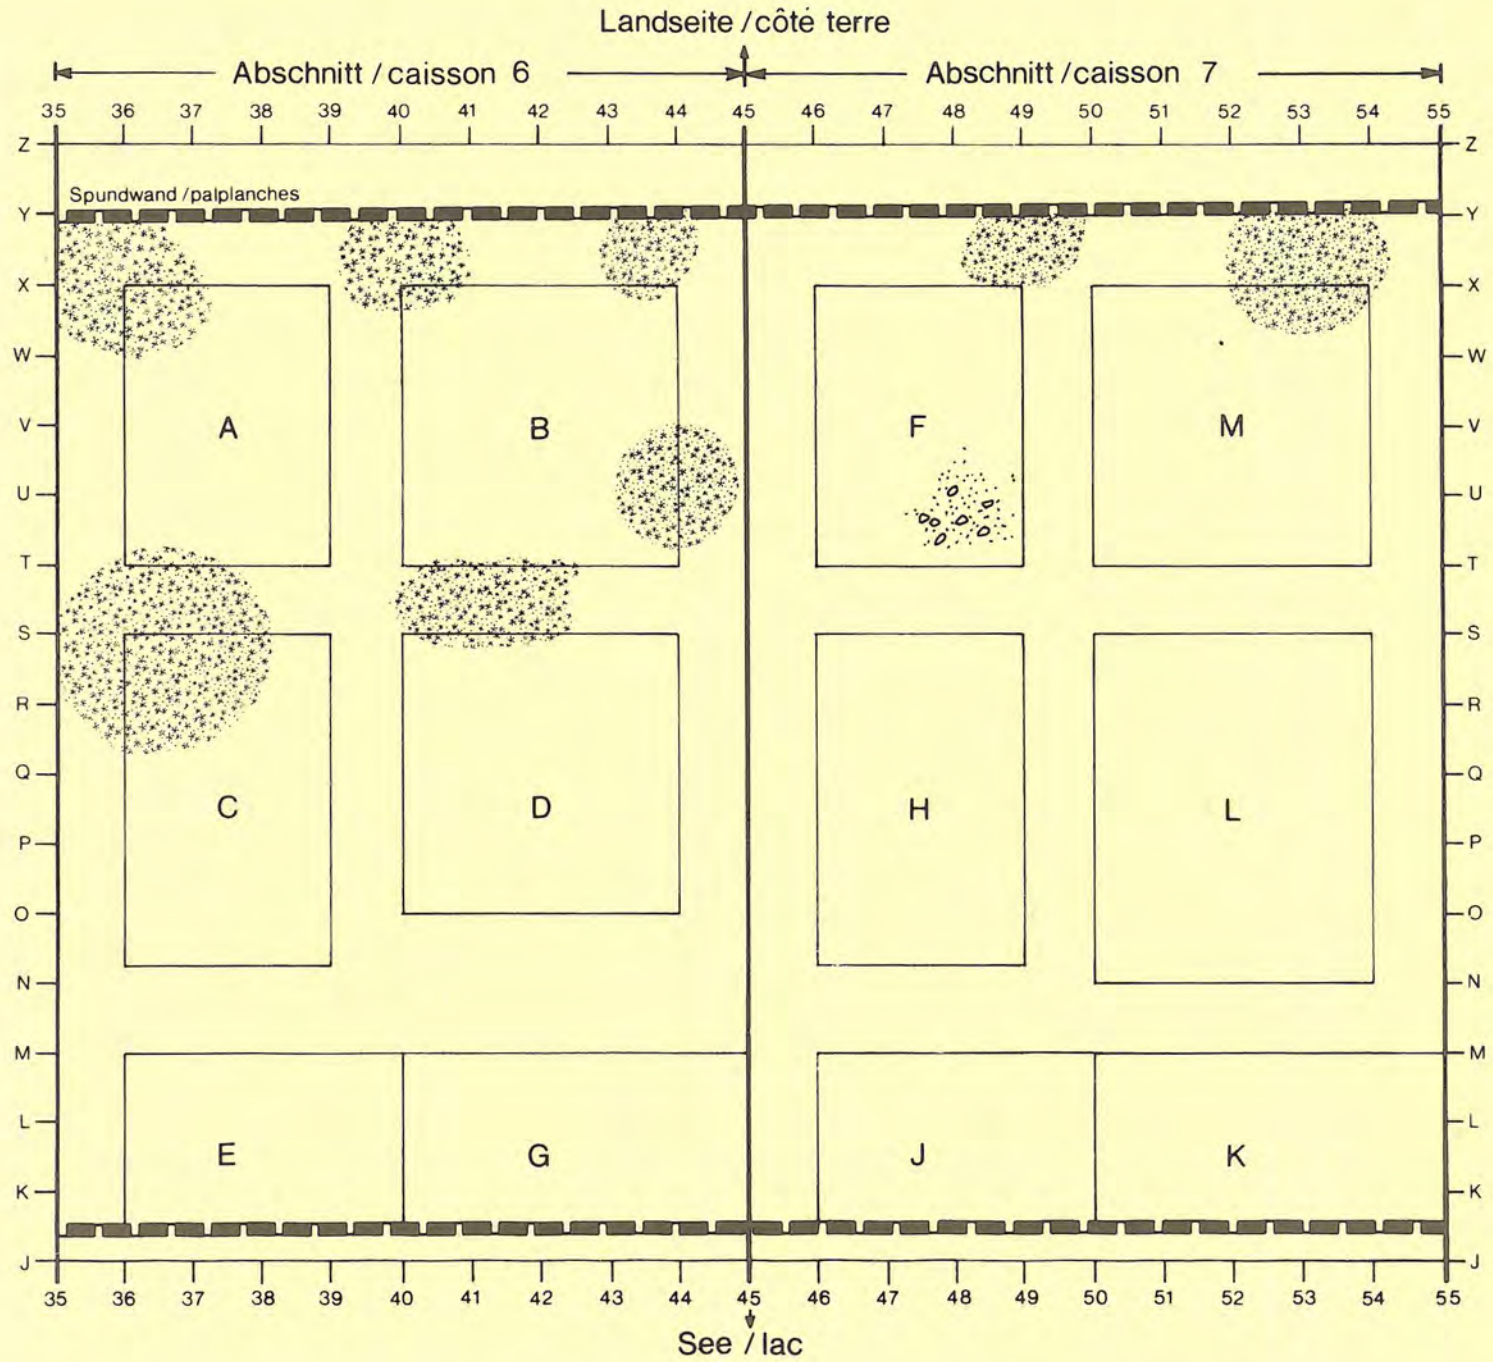 Landseite / côté terre
Abschnitt / caisson 6
Abschnitt / caisson 7
35 36 37 38 39 40 41 42 43 44 45 46 47 48 49 50 51 52 53 54 55
Z Z
Spundwand / palplanches
Y Y
X X
W W
V A B F M V
U U
T T
S S
R R
Q Q
C D H L
P P
O O
N N
M M
L L
E G J K
K K
J J
35 36 37 38 39 40 41 42 43 44 45 46 47 48 49 50 51 52 53 54 55
See / lac